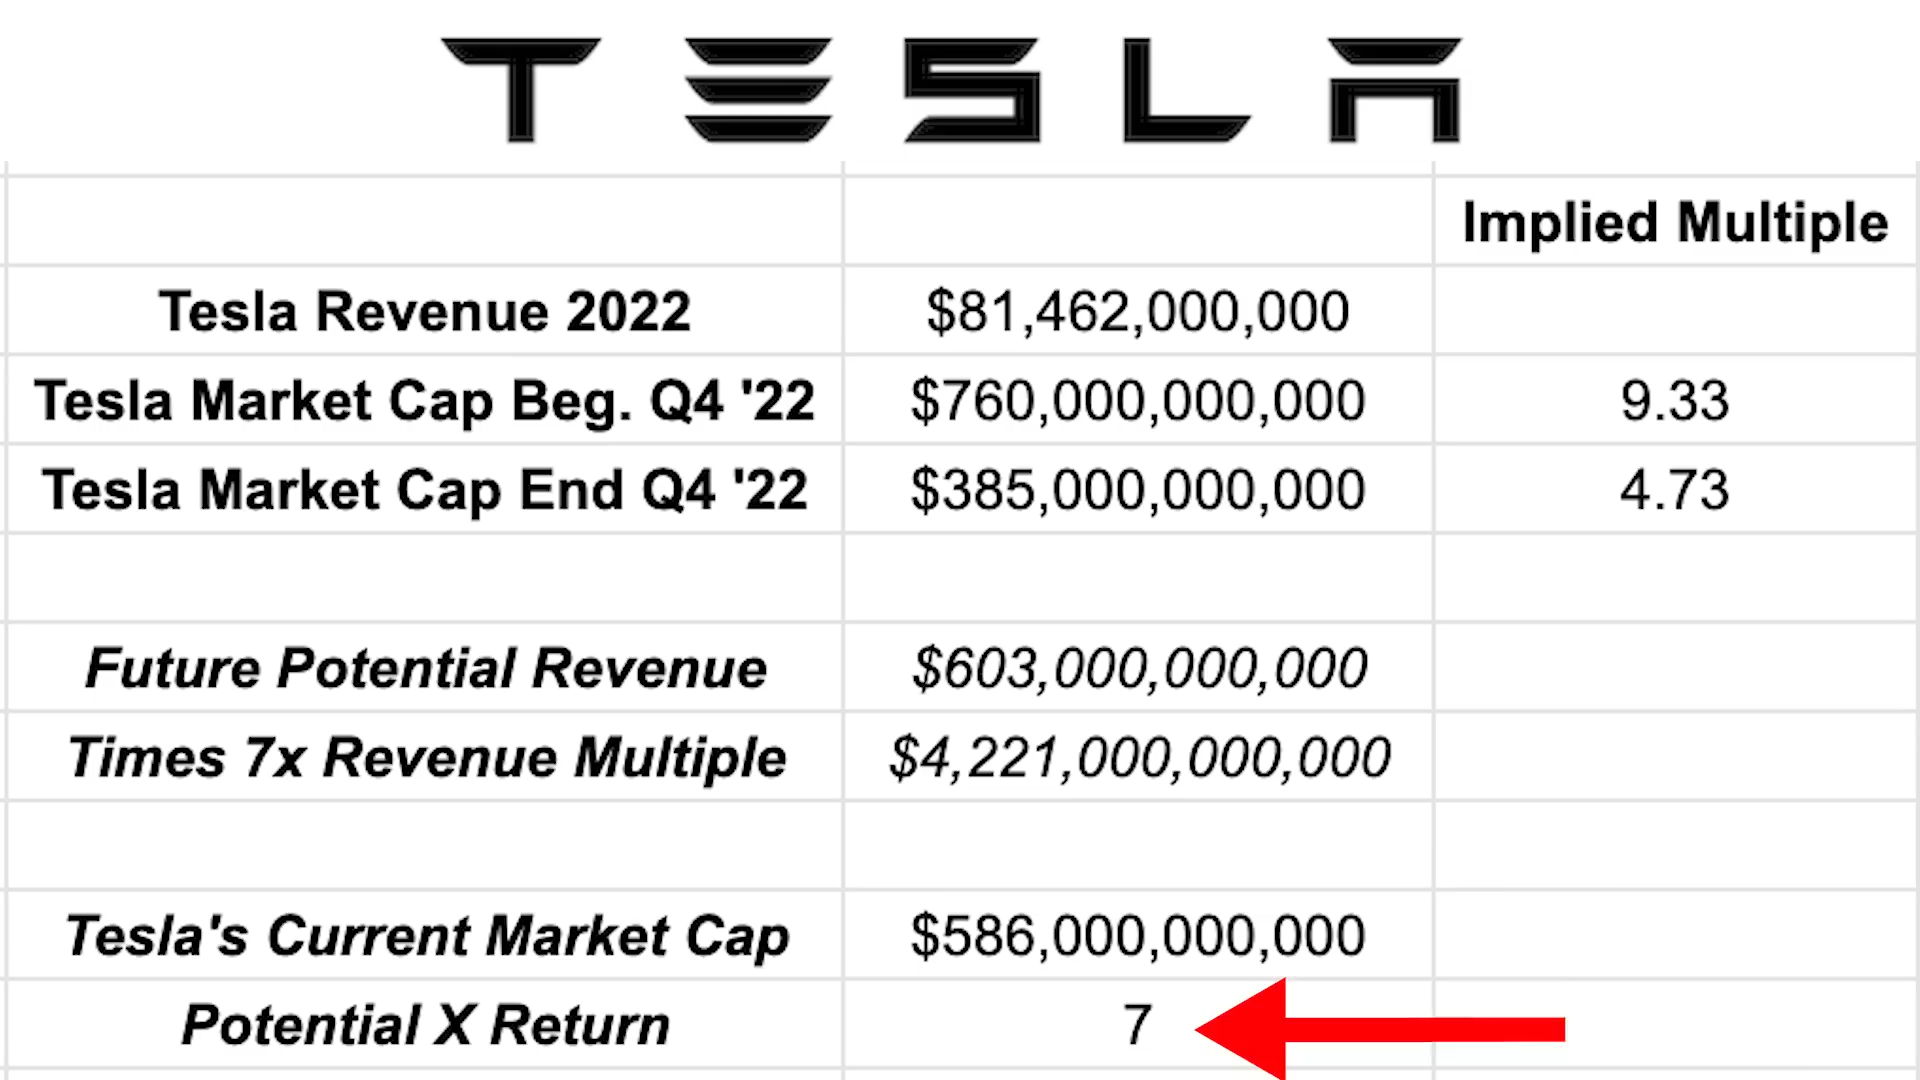 TESLA
Implied Multiple
Tesla Revenue 2022 $81,462,000,000
Tesla Market Cap Beg. Q4 '22 $760,000,000,000 9.33
Tesla Market Cap End Q4 '22 $385,000,000,000 4.73
Future Potential Revenue $603,000,000,000
Times 7x Revenue Multiple $4,221,000,000,000
Tesla's Current Market Cap $586,000,000,000
Potential X Return 7